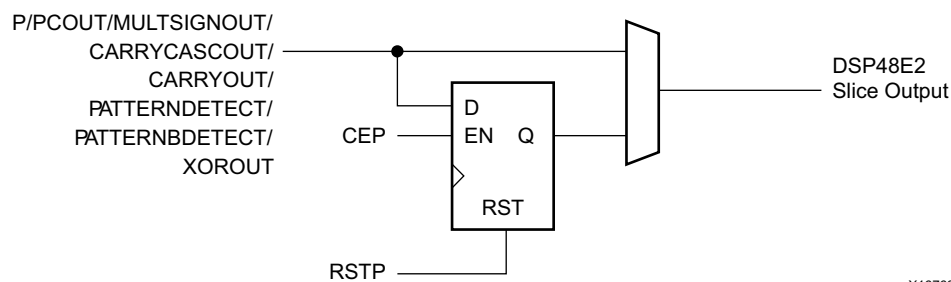 P/PCOUT/MULTSIGNOUT/
CARRYCASCOUT/
CARRYOUT/
PATTERNDETECT/
PATTERNBDETECT/
XOROUT
CEP
D
EN Q
RST
RSTP
DSP48E2
Slice Output